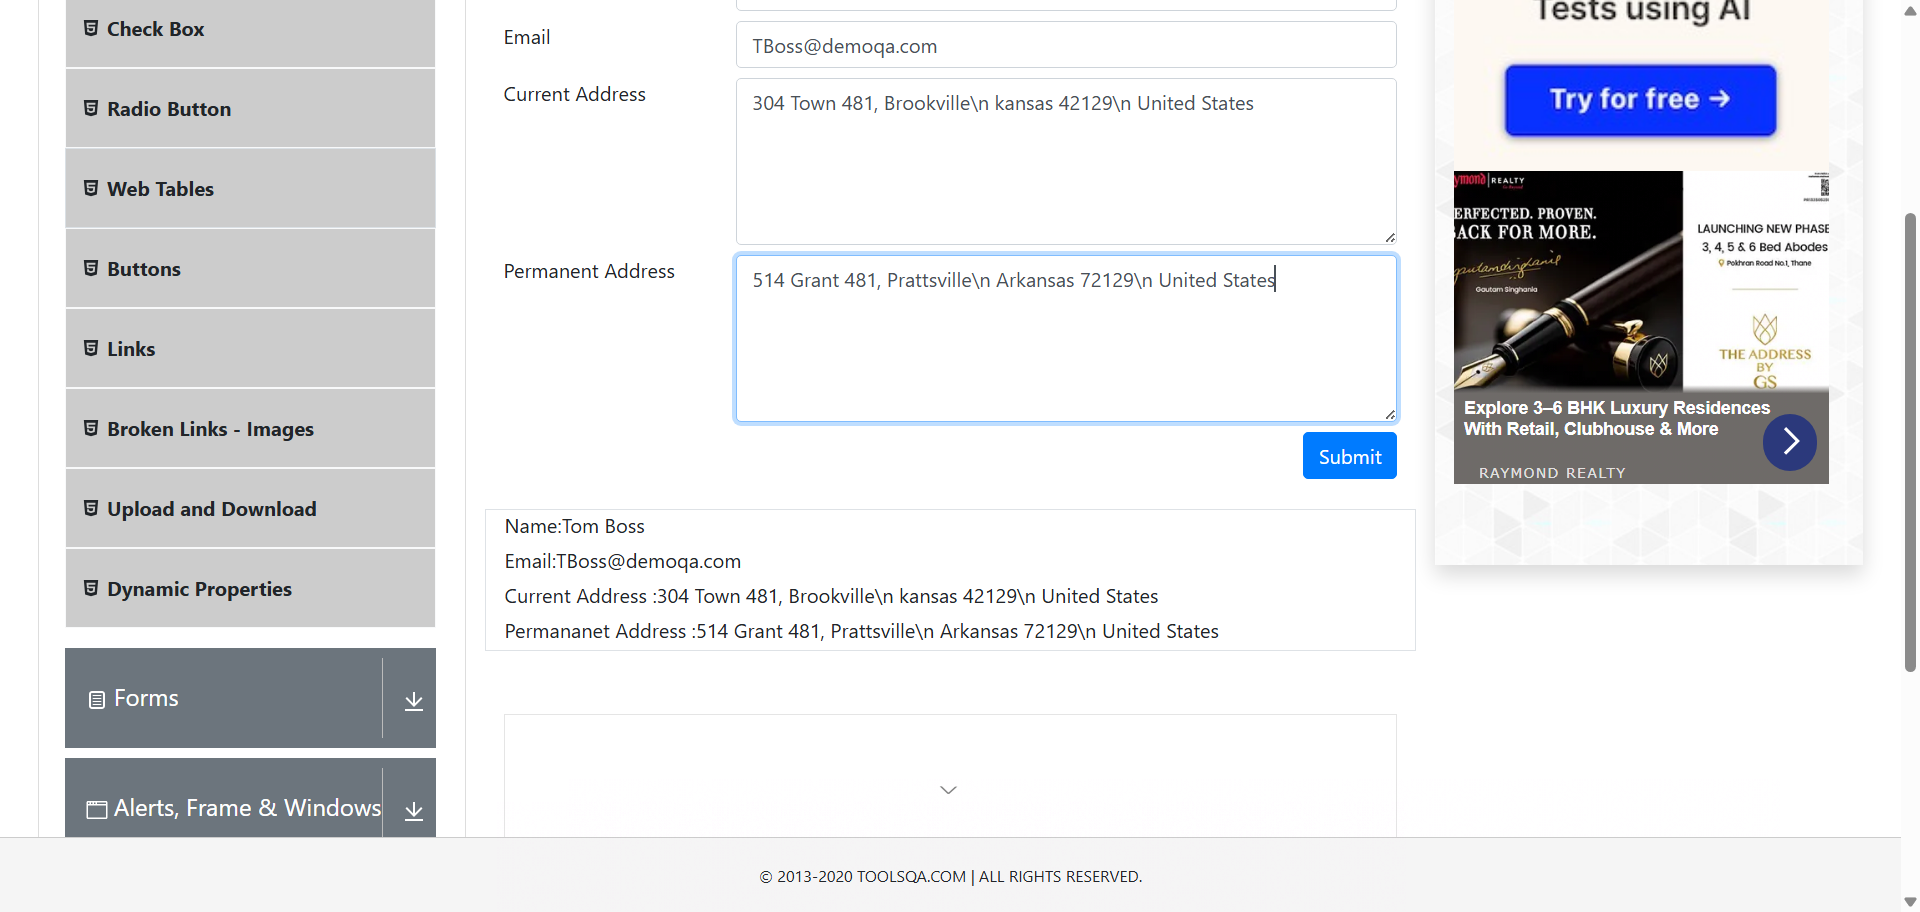 Check Box
Radio Button
Web Tables
Buttons
Links
Broken Links - Images
Upload and Download
Dynamic Properties
Forms
Alerts, Frame & Windows
Email
TBoss@demoqa.com
Current Address
304 Town 481, Brookville\n kansas 42129\n United States
Permanent Address
514 Grant 481, Prattsville\n Arkansas 72129\n United States
Submit
Name:Tom Boss
Email:TBoss@demoqa.com
Current Address :304 Town 481, Brookville\n kansas 42129\n United States
Permananet Address :514 Grant 481, Prattsville\n Arkansas 72129\n United States
Tests using AI
Try for free →
ymond REALTY
ERFECTED. PROVEN.
ACK FOR MORE.
Gautam Singhania
LAUNCHING NEW PHASE
3, 4, 5 & 6 Bed Abodes
Pokhran Road No.1, Thane
THE ADDRESS
BY
GS
Explore 3–6 BHK Luxury Residences
With Retail, Clubhouse & More
RAYMOND REALTY
© 2013-2020 TOOLSQA.COM | ALL RIGHTS RESERVED.